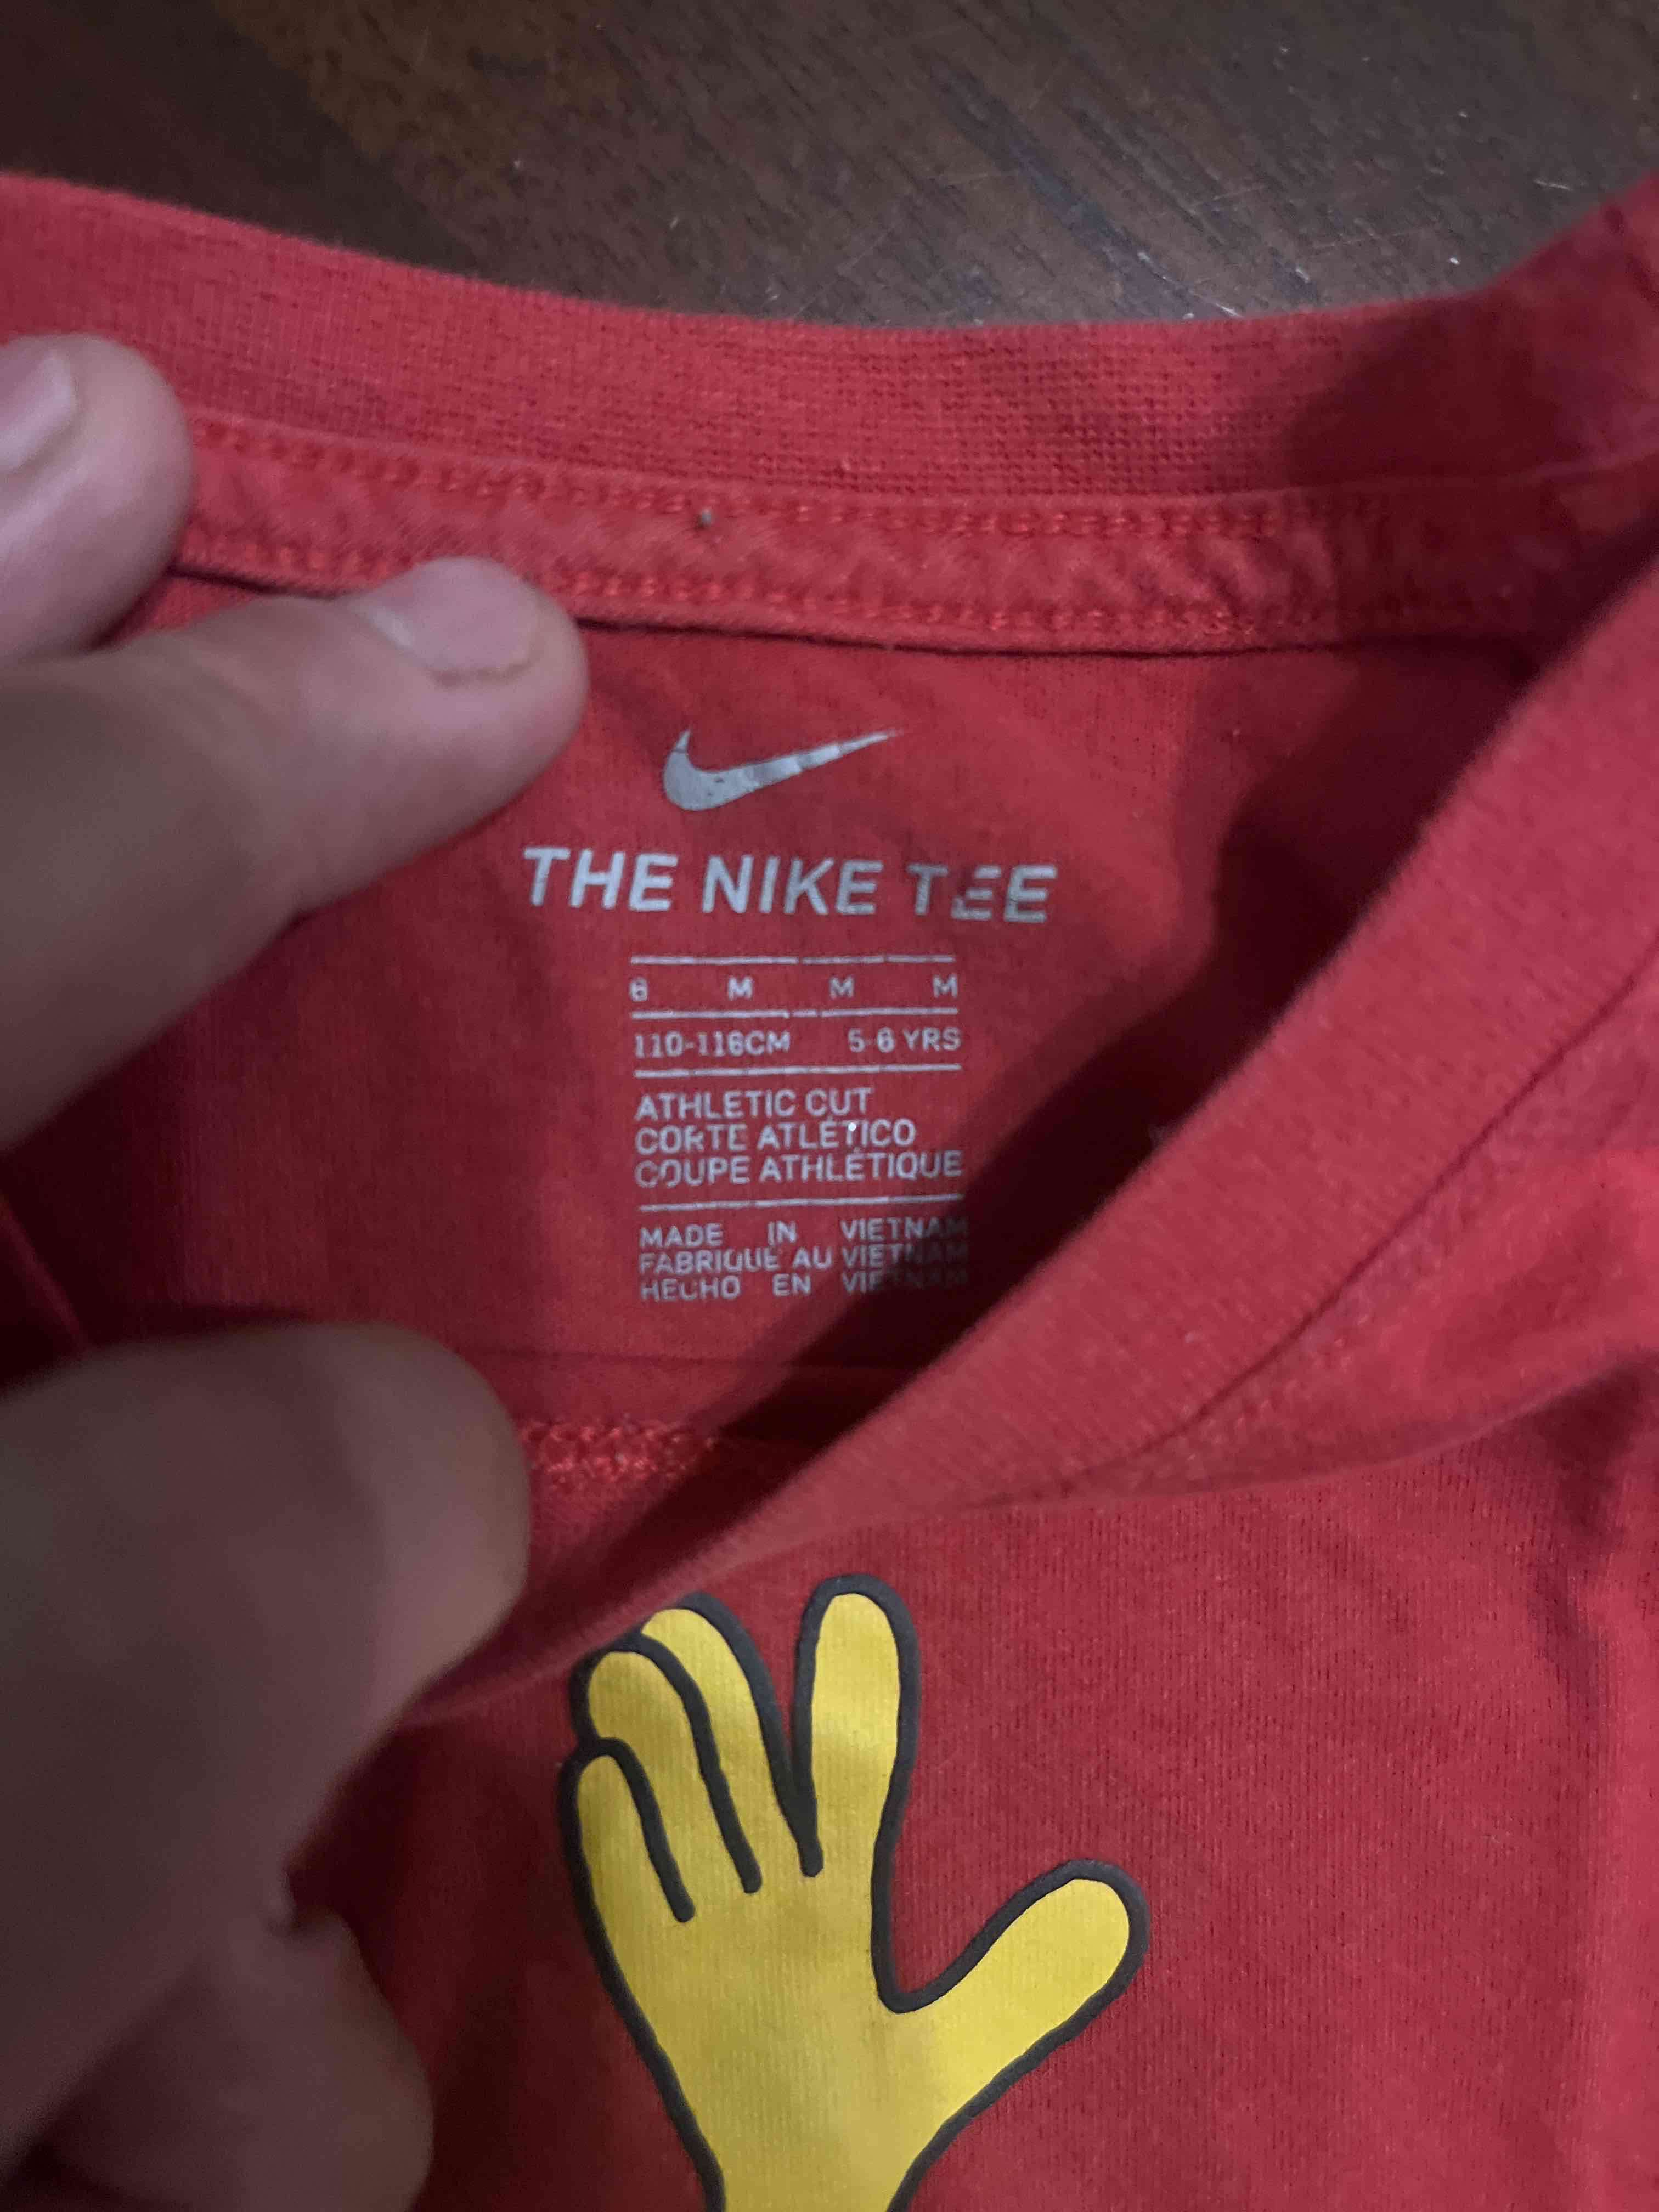 THE NIKE TEE
6 M M M
110-116CM 5-6 YRS
ATHLETIC CUT
CORTE ATLÉTICO
COUPE ATHLÉTIQUE
MADE IN VIETNAM
FABRIQUE AU VIETNAM
HECHO EN VIETNAM